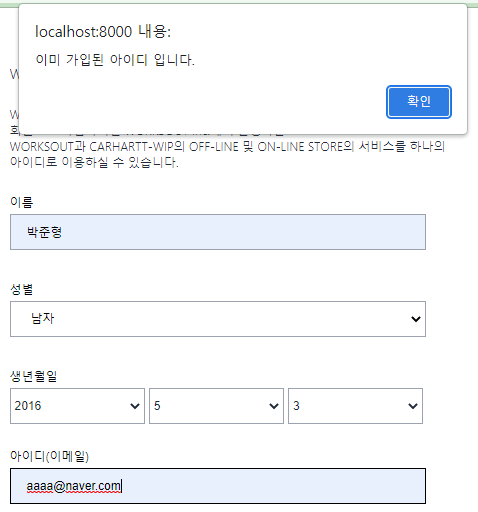 localhost:8000 내용:
이미 가입된 아이디 입니다.
확인
W
W
WORKSOUT과 CARHARTT-WIP의 OFF-LINE 및 ON-LINE STORE의 서비스를 하나의
아이디로 이용하실 수 있습니다.
이름
박준형
성별
남자
생년월일
2016 5 3
아이디(이메일)
aaaa@naver.com